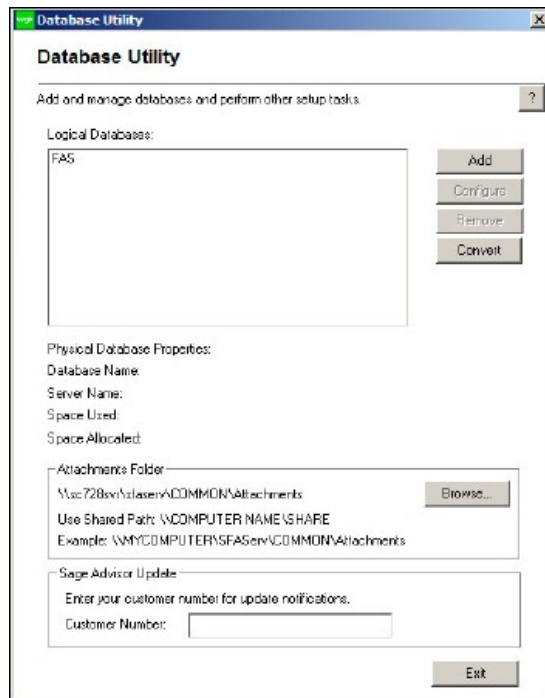 Database Utility
Database Utility
Add and manage databases and perform other setup tasks.
?
Logical Databases:
FAS
Add
Configure
Remove
Convert
Physical Database Properties:
Database Name:
Server Name:
Space Used:
Space Allocated:
Attachments Folder
\COMMON\Attachments
Browse...
Use Shared Path: \\COMPUTER NAME\SHARE
Example: \\MYCOMPUTER\SFAServ\COMMON\Attachments
Sage Advisor Update
Enter your customer number for update notifications.
Customer Number:
Exit